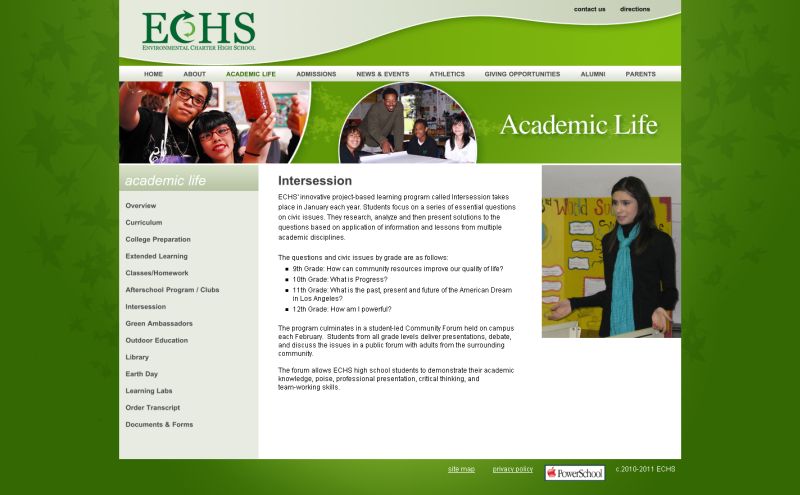 contact us directions
ECHS
ENVIRONMENTAL CHARTER HIGH SCHOOL
HOME ABOUT ACADEMIC LIFE ADMISSIONS NEWS & EVENTS ATHLETICS GIVING OPPORTUNITIES ALUMNI PARENTS
Academic Life
academic life
Overview
Curriculum
College Preparation
Extended Learning
Classes/Homework
Afterschool Program / Clubs
Intersession
Green Ambassadors
Outdoor Education
Library
Earth Day
Learning Labs
Order Transcript
Documents & Forms
Intersession
ECHS' innovative project-based learning program called Intersession takes
place in January each year. Students focus on a series of essential questions
on civic issues. They research, analyze and then present solutions to the
questions based on application of information and lessons from multiple
academic disciplines.
The questions and civic issues by grade are as follows:
9th Grade: How can community resources improve our quality of life?
10th Grade: What is Progress?
11th Grade: What is the past, present and future of the American Dream
in Los Angeles?
12th Grade: How am I powerful?
The program culminates in a student-led Community Forum held on campus
each February. Students from all grade levels deliver presentations, debate,
and discuss the issues in a public forum with adults from the surrounding
community.
The forum allows ECHS high school students to demonstrate their academic
knowledge, poise, professional presentation, critical thinking, and
team-working skills.
3rd World
site map privacy policy PowerSchool c.2010-2011 ECHS